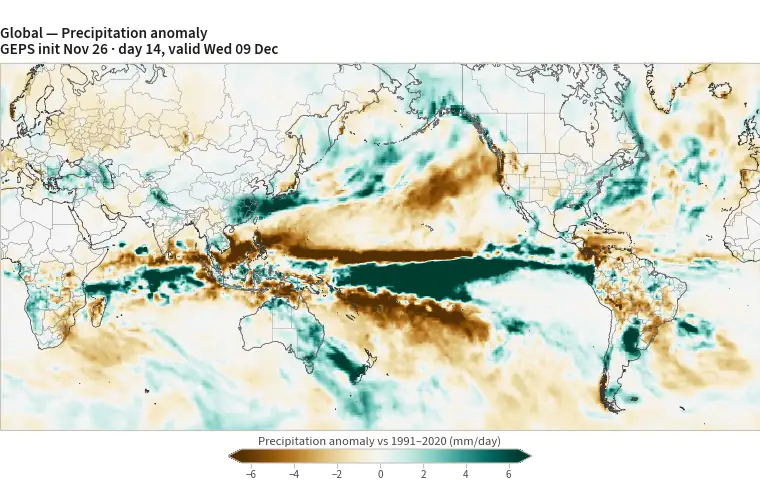 Global — Precipitation anomaly
GEPS init Nov 26 · day 14, valid Wed 09 Dec
Precipitation anomaly vs 1991–2020 (mm/day)
−6 −4 −2 0 2 4 6